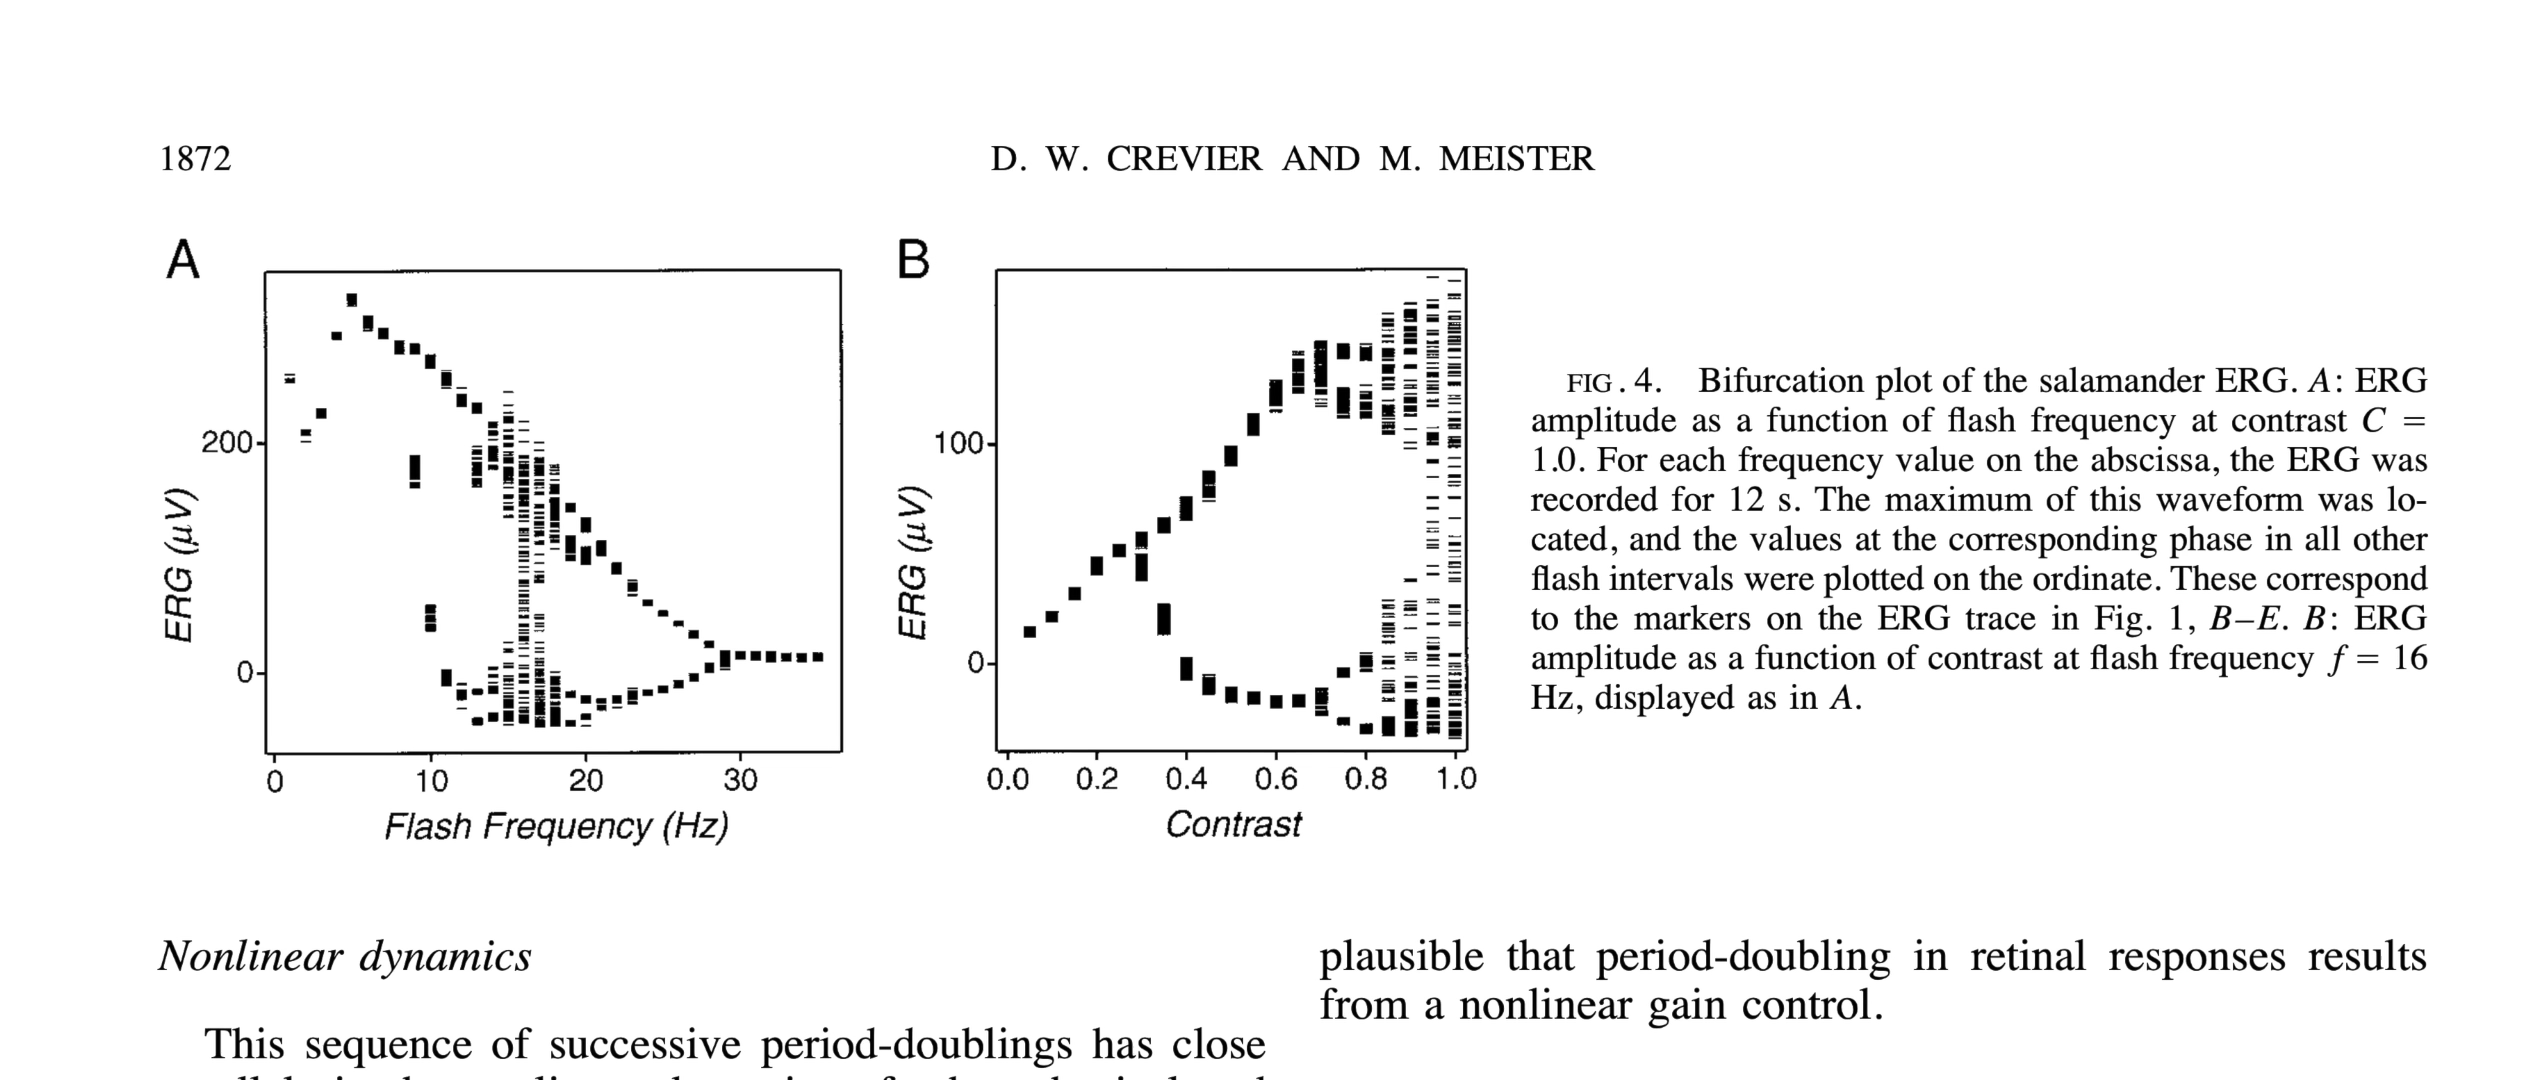 1872
D. W. CREVIER AND M. MEISTER
A
200
0
ERG (μV)
0 10 20 30
Flash Frequency (Hz)
B
100
0
ERG (μV)
0.0 0.2 0.4 0.6 0.8 1.0
Contrast
FIG. 4. Bifurcation plot of the salamander ERG. A: ERG
amplitude as a function of flash frequency at contrast C =
1.0. For each frequency value on the abscissa, the ERG was
recorded for 12 s. The maximum of this waveform was lo-
cated, and the values at the corresponding phase in all other
flash intervals were plotted on the ordinate. These correspond
to the markers on the ERG trace in Fig. 1, B–E. B: ERG
amplitude as a function of contrast at flash frequency f = 16
Hz, displayed as in A.
Nonlinear dynamics
This sequence of successive period-doublings has close
plausible that period-doubling in retinal responses results
from a nonlinear gain control.